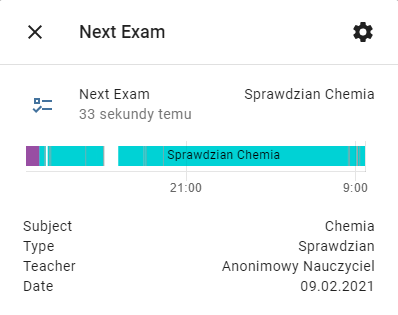 Next Exam
Next Exam Sprawdzian Chemia
33 sekundy temu
Sprawdzian Chemia
21:00 9:00
Subject Chemia
Type Sprawdzian
Teacher Anonimowy Nauczyciel
Date 09.02.2021